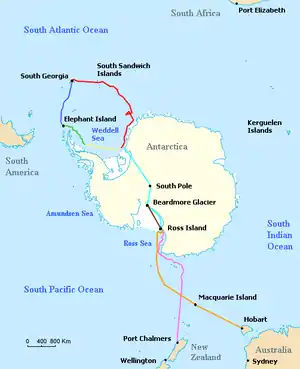 South Africa
Port Elizabeth
South Atlantic Ocean
South Sandwich
Islands
South Georgia
Elephant Island
Weddell
Sea
Kerguelen
Islands
Antarctica
South
America
South Pole
Beardmore Glacier
Amundsen Sea
Ross Island
Ross Sea
South
Indian
Ocean
South Pacific Ocean
Macquarie Island
Hobart
0 400 800 Km
Port Chalmers
New
Zealand
Australia
Wellington
Sydney